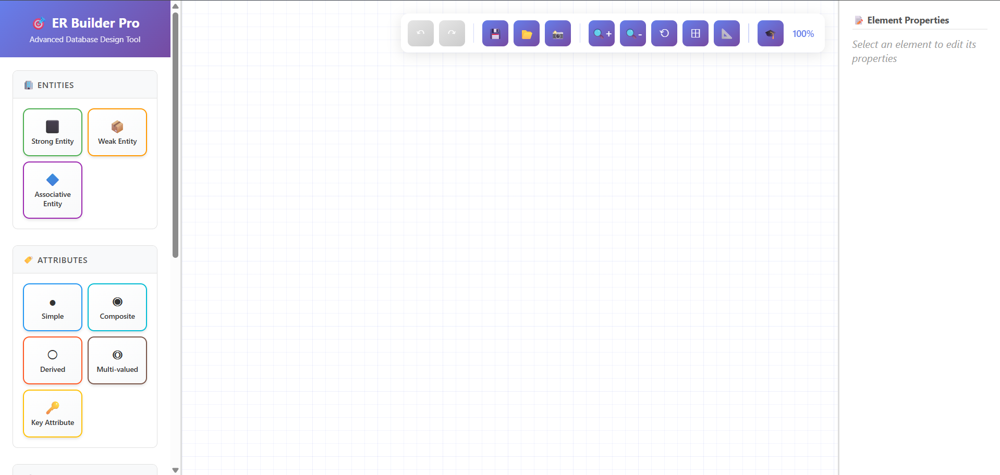 ER Builder Pro
Advanced Database Design Tool
ENTITIES
Strong Entity
Weak Entity
Associative
Entity
ATTRIBUTES
Simple
Composite
Derived
Multi-valued
Key Attribute
+
-
100%
Element Properties
Select an element to edit its
properties